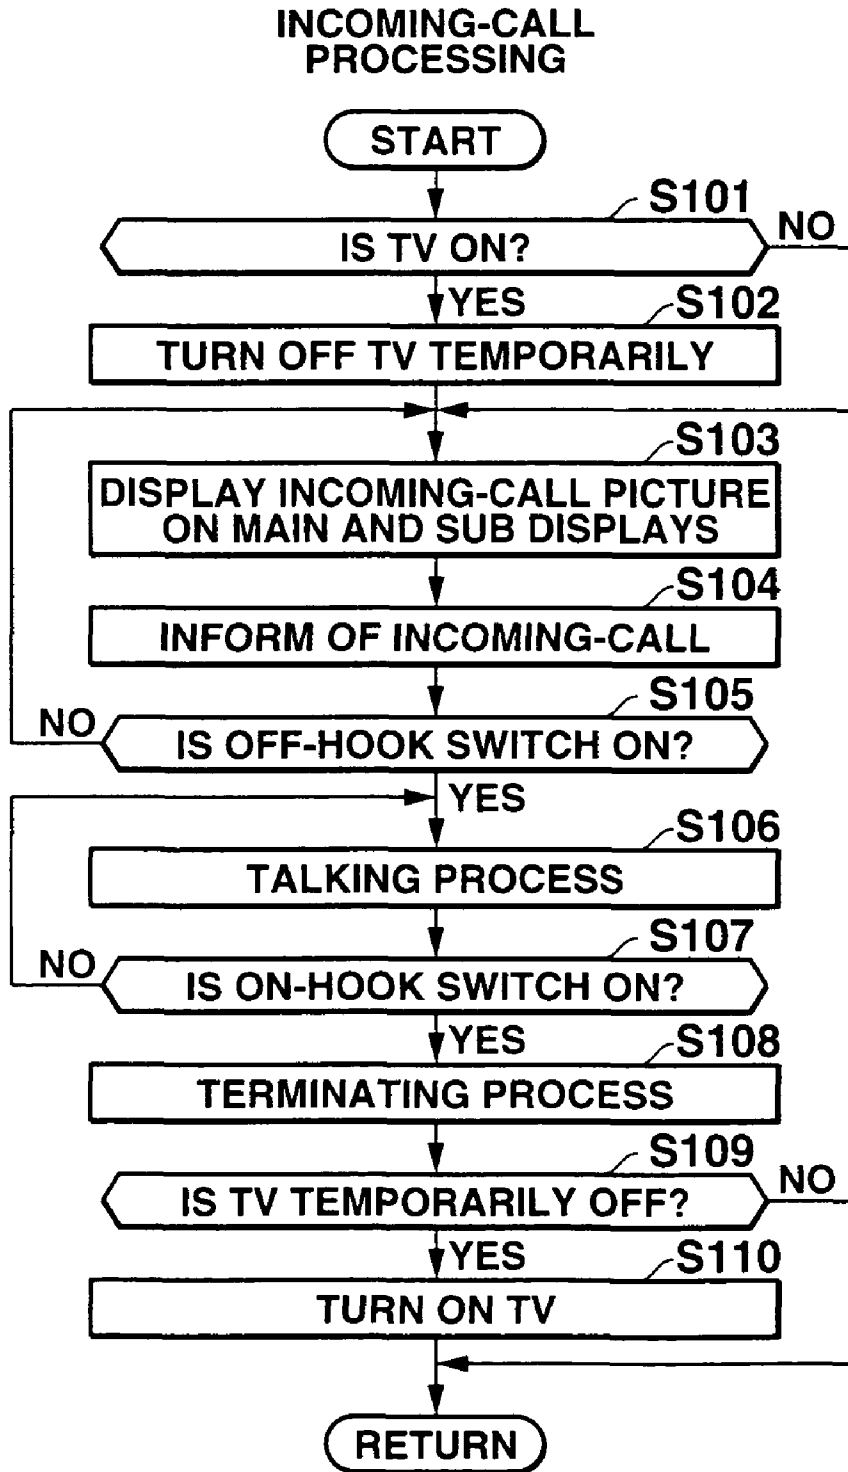 INCOMING-CALL
PROCESSING
START
S101
IS TV ON?
NO
YES
S102
TURN OFF TV TEMPORARILY
S103
DISPLAY INCOMING-CALL PICTURE
ON MAIN AND SUB DISPLAYS
S104
INFORM OF INCOMING-CALL
S105
NO
IS OFF-HOOK SWITCH ON?
YES
S106
TALKING PROCESS
S107
NO
IS ON-HOOK SWITCH ON?
YES
S108
TERMINATING PROCESS
S109
IS TV TEMPORARILY OFF?
NO
YES
S110
TURN ON TV
RETURN